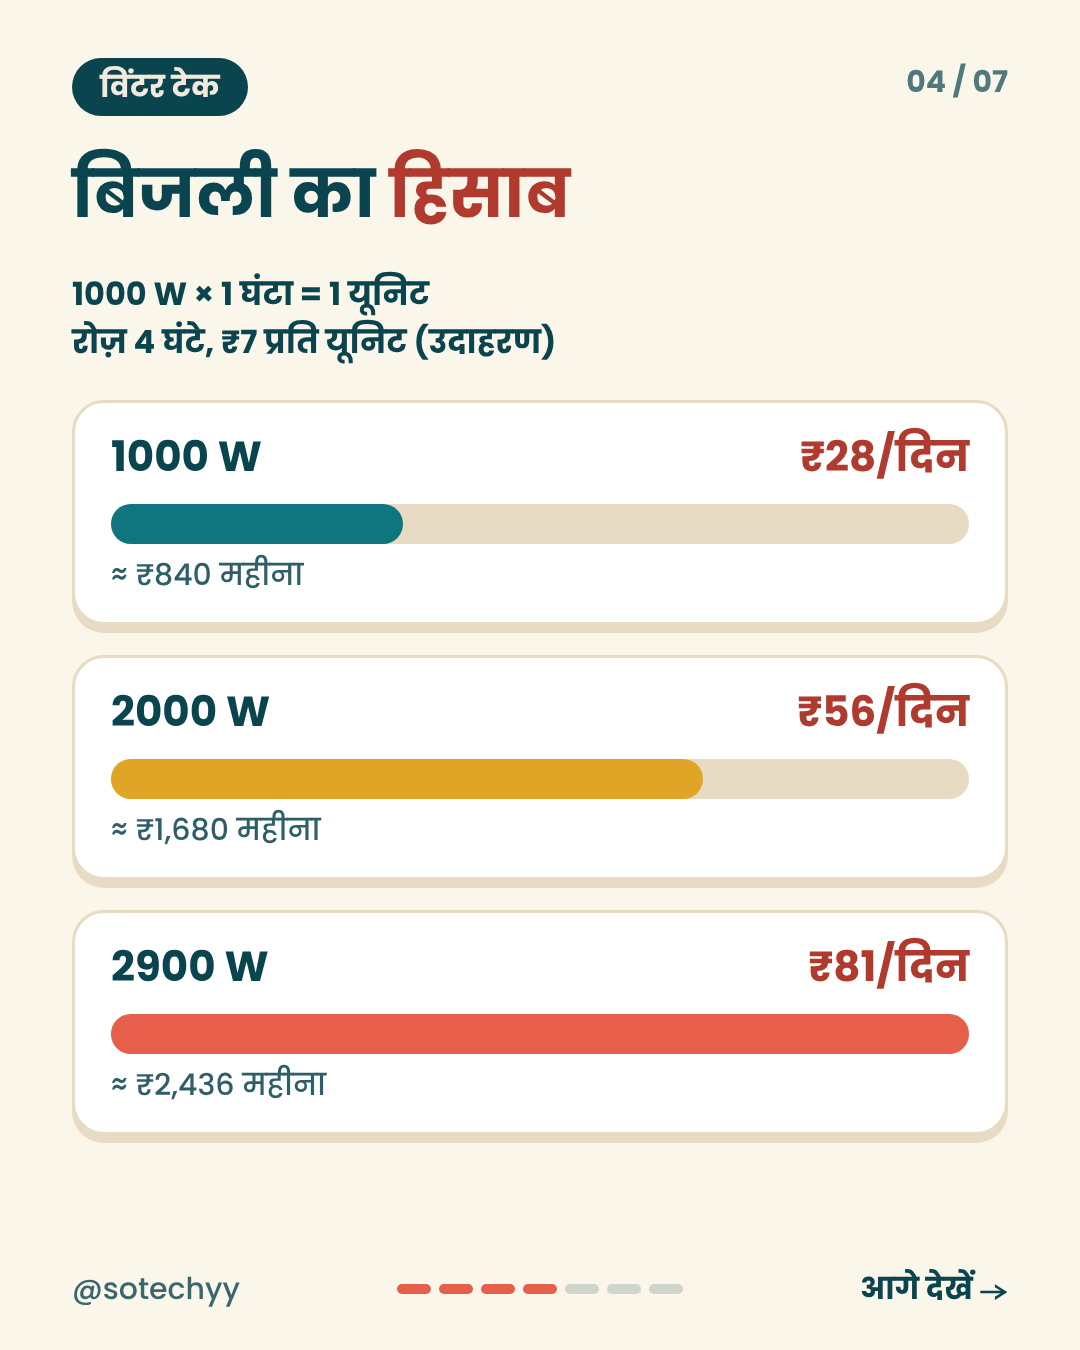 विंटर टेक
04 / 07
बिजली का हिसाब
1000 W × 1 घंटा = 1 यूनिट
रोज़ 4 घंटे, ₹7 प्रति यूनिट (उदाहरण)
1000 W
₹28/दिन
≈ ₹840 महीना
2000 W
₹56/दिन
≈ ₹1,680 महीना
2900 W
₹81/दिन
≈ ₹2,436 महीना
@sotechyy
आगे देखें →